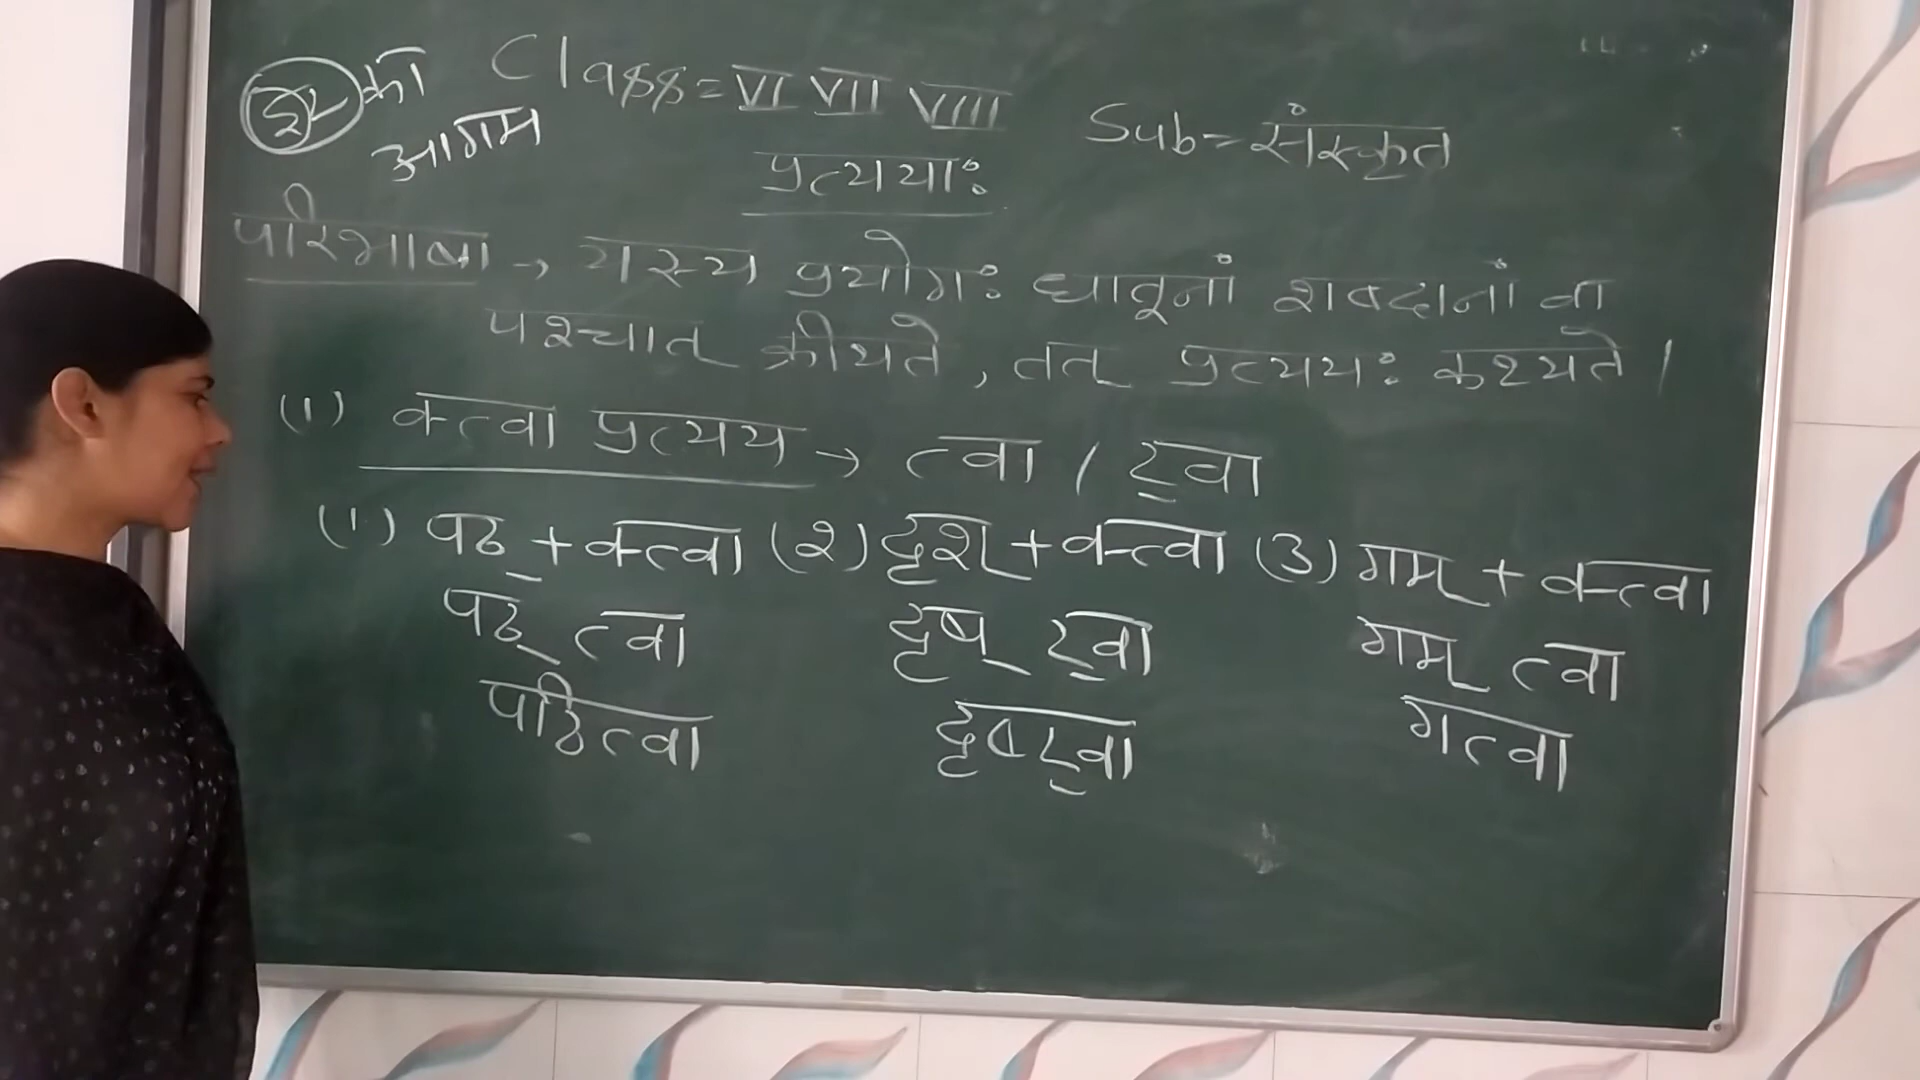 इट् का
आगम
Class = VI VII VIII
Sub = संस्कृत
प्रत्ययाः
परिभाषा → यस्य प्रयोगः धातूनां शब्दानां वा
पश्चात् क्रीयते, तत् प्रत्ययः कथ्यते।
(1) क्त्वा प्रत्यय → त्वा / ट्वा
(1) पठ् + क्त्वा (2) दृश् + क्त्वा (3) गम् + क्त्वा
पठ् त्वा दृष् ट्वा गम् त्वा
पठित्वा दृष्ट्वा गत्वा